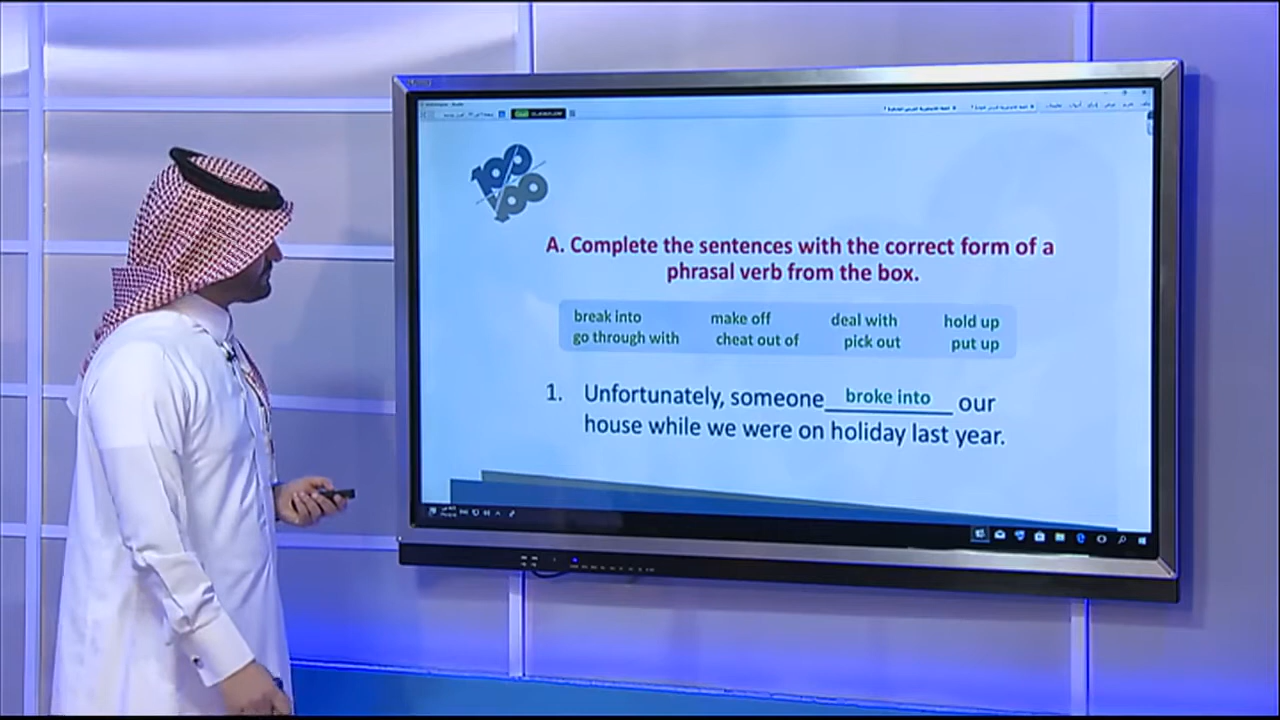 100
100
A. Complete the sentences with the correct form of a
phrasal verb from the box.
break into make off deal with hold up
go through with cheat out of pick out put up
1. Unfortunately, someone broke into our
house while we were on holiday last year.